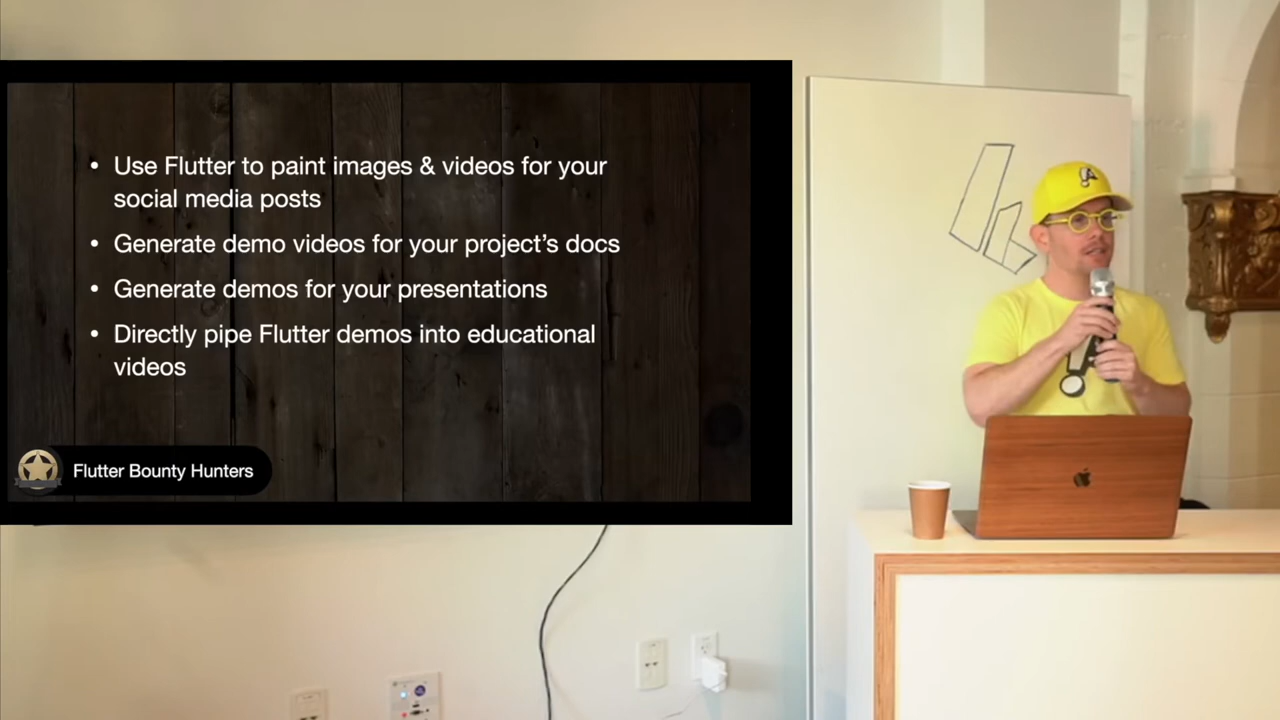 • Use Flutter to paint images & videos for your
social media posts
• Generate demo videos for your project’s docs
• Generate demos for your presentations
• Directly pipe Flutter demos into educational
videos
Flutter Bounty Hunters